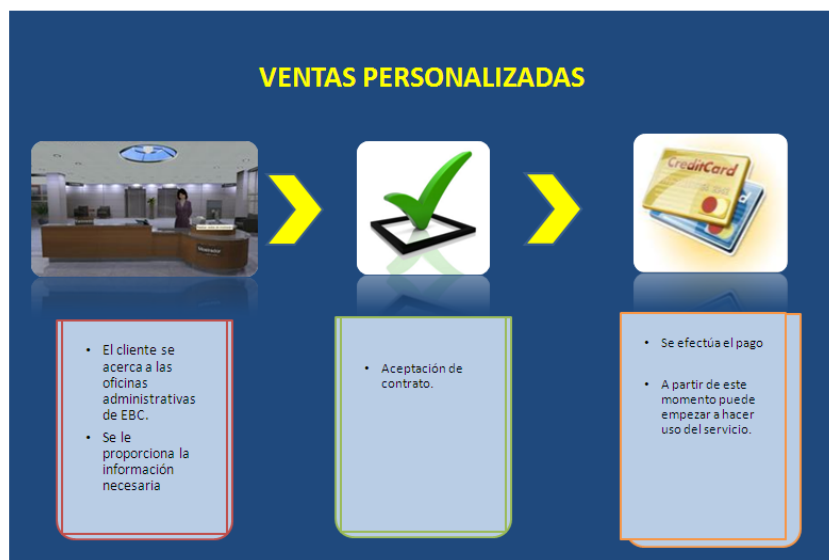 VENTAS PERSONALIZADAS
CreditCard
• El cliente se
acerca a las
oficinas
administrativas
de EBC.
• Se le
proporciona la
información
necesaria
• Aceptación de
contrato.
• Se efectúa el pago
• A partir de este
momento puede
empezar a hacer
uso del servicio.